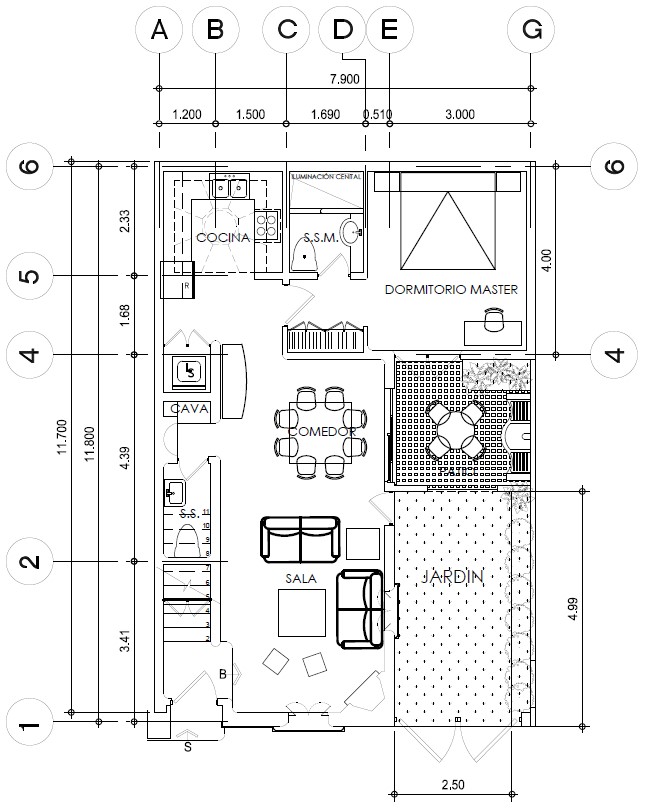 A B C D E G
7.900
1.200 1.500 1.690 0.510 3.000
6 6
ILUMINACIÓN CENITAL
2.33
COCINA S.S.M.
4.00
5
R
DORMITORIO MASTER
1.68
4 4
LS
CAVA
COMEDOR
11.700
11.800
4.39
S.S.
11
10
9
8
2
7
6
5
4
3
2
SALA
JARDIN
4.99
3.41
B
1
S
2.50